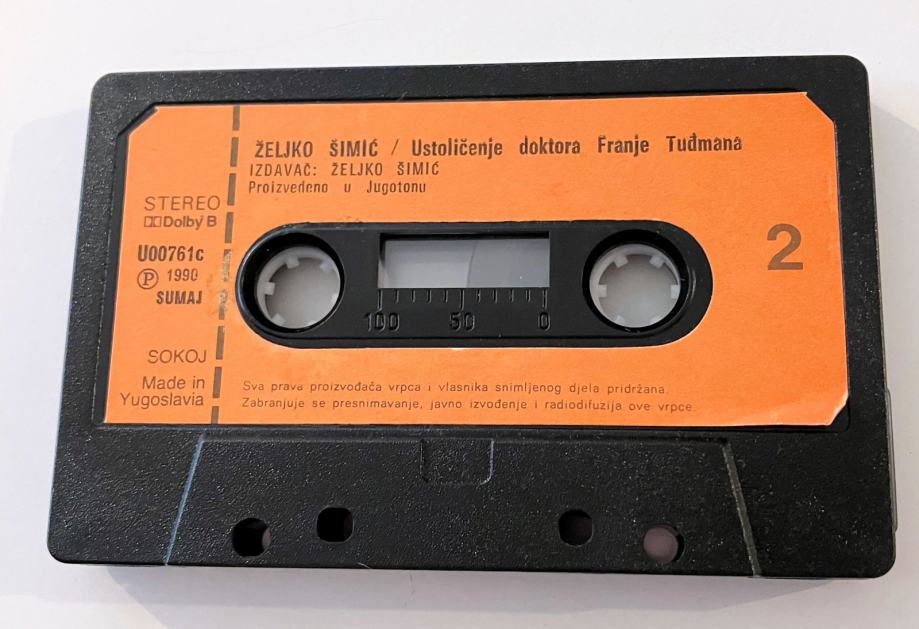 ŽELJKO ŠIMIĆ / Ustoličenje doktora Franje Tuđmana
IZDAVAČ: ŽELJKO ŠIMIĆ
Proizvedeno u Jugotonu
STEREO
Dolby B
U00761c
℗ 1990
SUMAJ
2
100 50 0
SOKOJ
Made in
Yugoslavia
Sva prava proizvođača vrpca i vlasnika snimljenog djela pridržana.
Zabranjuje se presnimavanje, javno izvođenje i radiodifuzija ove vrpce.